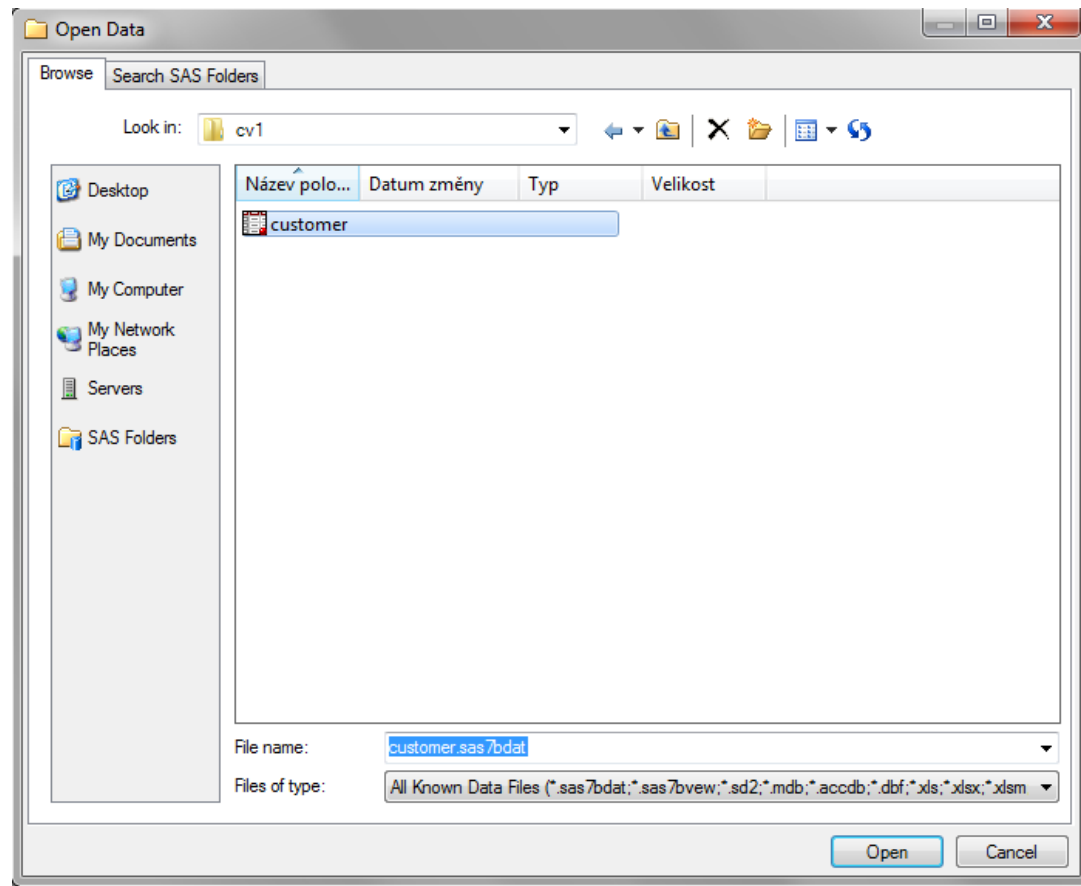 Open Data
Browse
Search SAS Folders
Look in:
cv1
Desktop
My Documents
My Computer
My Network
Places
Servers
SAS Folders
Název polo...
Datum změny
Typ
Velikost
customer
File name:
customer.sas7bdat
Files of type:
All Known Data Files (*.sas7bdat;*.sas7bvew;*.sd2;*.mdb;*.accdb;*.dbf;*.xls;*.xlsx;*.xlsm
Open
Cancel